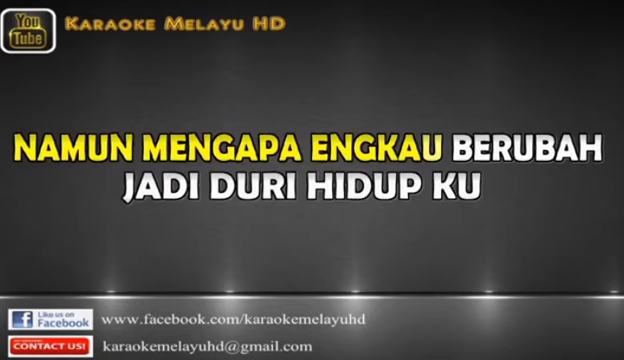 You
Tube
KARAOKE MELAYU HD
NAMUN MENGAPA ENGKAU BERUBAH
JADI DURI HIDUP KU
Like us on
Facebook
www.facebook.com/karaokemelayuhd
CONTACT US!
karaokemelayuhd@gmail.com